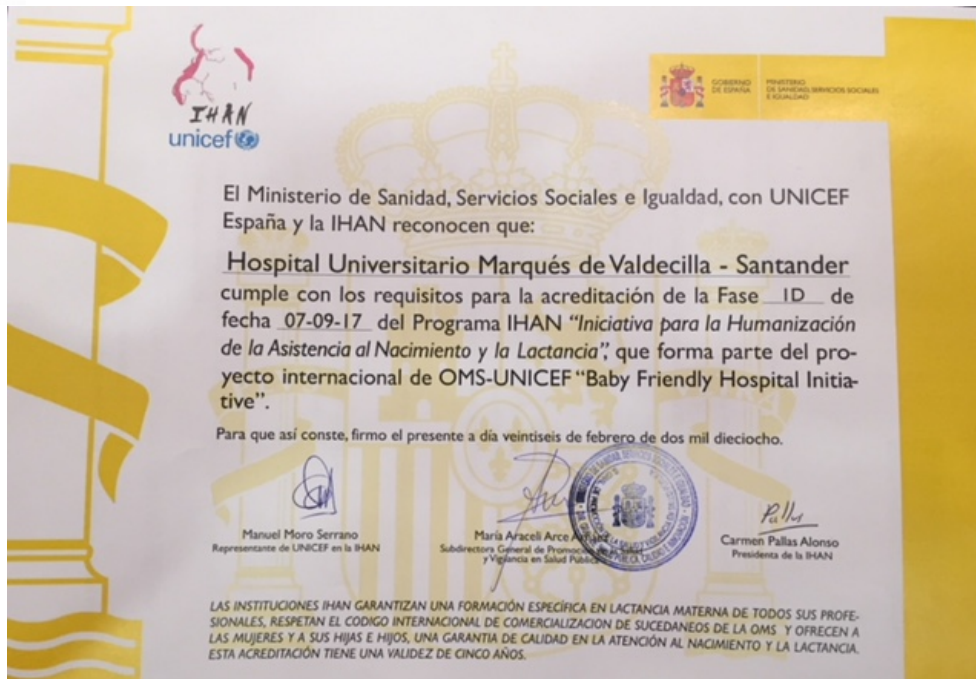 IHAN
unicef
GOBIERNO
DE ESPAÑA
MINISTERIO
DE SANIDAD, SERVICIOS SOCIALES
E IGUALDAD
El Ministerio de Sanidad, Servicios Sociales e Igualdad, con UNICEF
España y la IHAN reconocen que:
Hospital Universitario Marqués de Valdecilla - Santander
cumple con los requisitos para la acreditación de la Fase 1D de
fecha 07-09-17 del Programa IHAN “Iniciativa para la Humanización
de la Asistencia al Nacimiento y la Lactancia”, que forma parte del pro-
yecto internacional de OMS-UNICEF “Baby Friendly Hospital Initia-
tive”.
Para que así conste, firmo el presente a día veintiseis de febrero de dos mil dieciocho.
Manuel Moro Serrano
Representante de UNICEF en la IHAN
María Araceli Arce
Subdirectora General de Promoción
y Vigilancia en Salud Pública
Pallas
Carmen Pallas Alonso
Presidenta de la IHAN
LAS INSTITUCIONES IHAN GARANTIZAN UNA FORMACIÓN ESPECÍFICA EN LACTANCIA MATERNA DE TODOS SUS PROFE-
SIONALES, RESPETAN EL CODIGO INTERNACIONAL DE COMERCIALIZACION DE SUCEDANEOS DE LA OMS Y OFRECEN A
LAS MUJERES Y A SUS HIJAS E HIJOS, UNA GARANTIA DE CALIDAD EN LA ATENCIÓN AL NACIMIENTO Y LA LACTANCIA.
ESTA ACREDITACIÓN TIENE UNA VALIDEZ DE CINCO AÑOS.